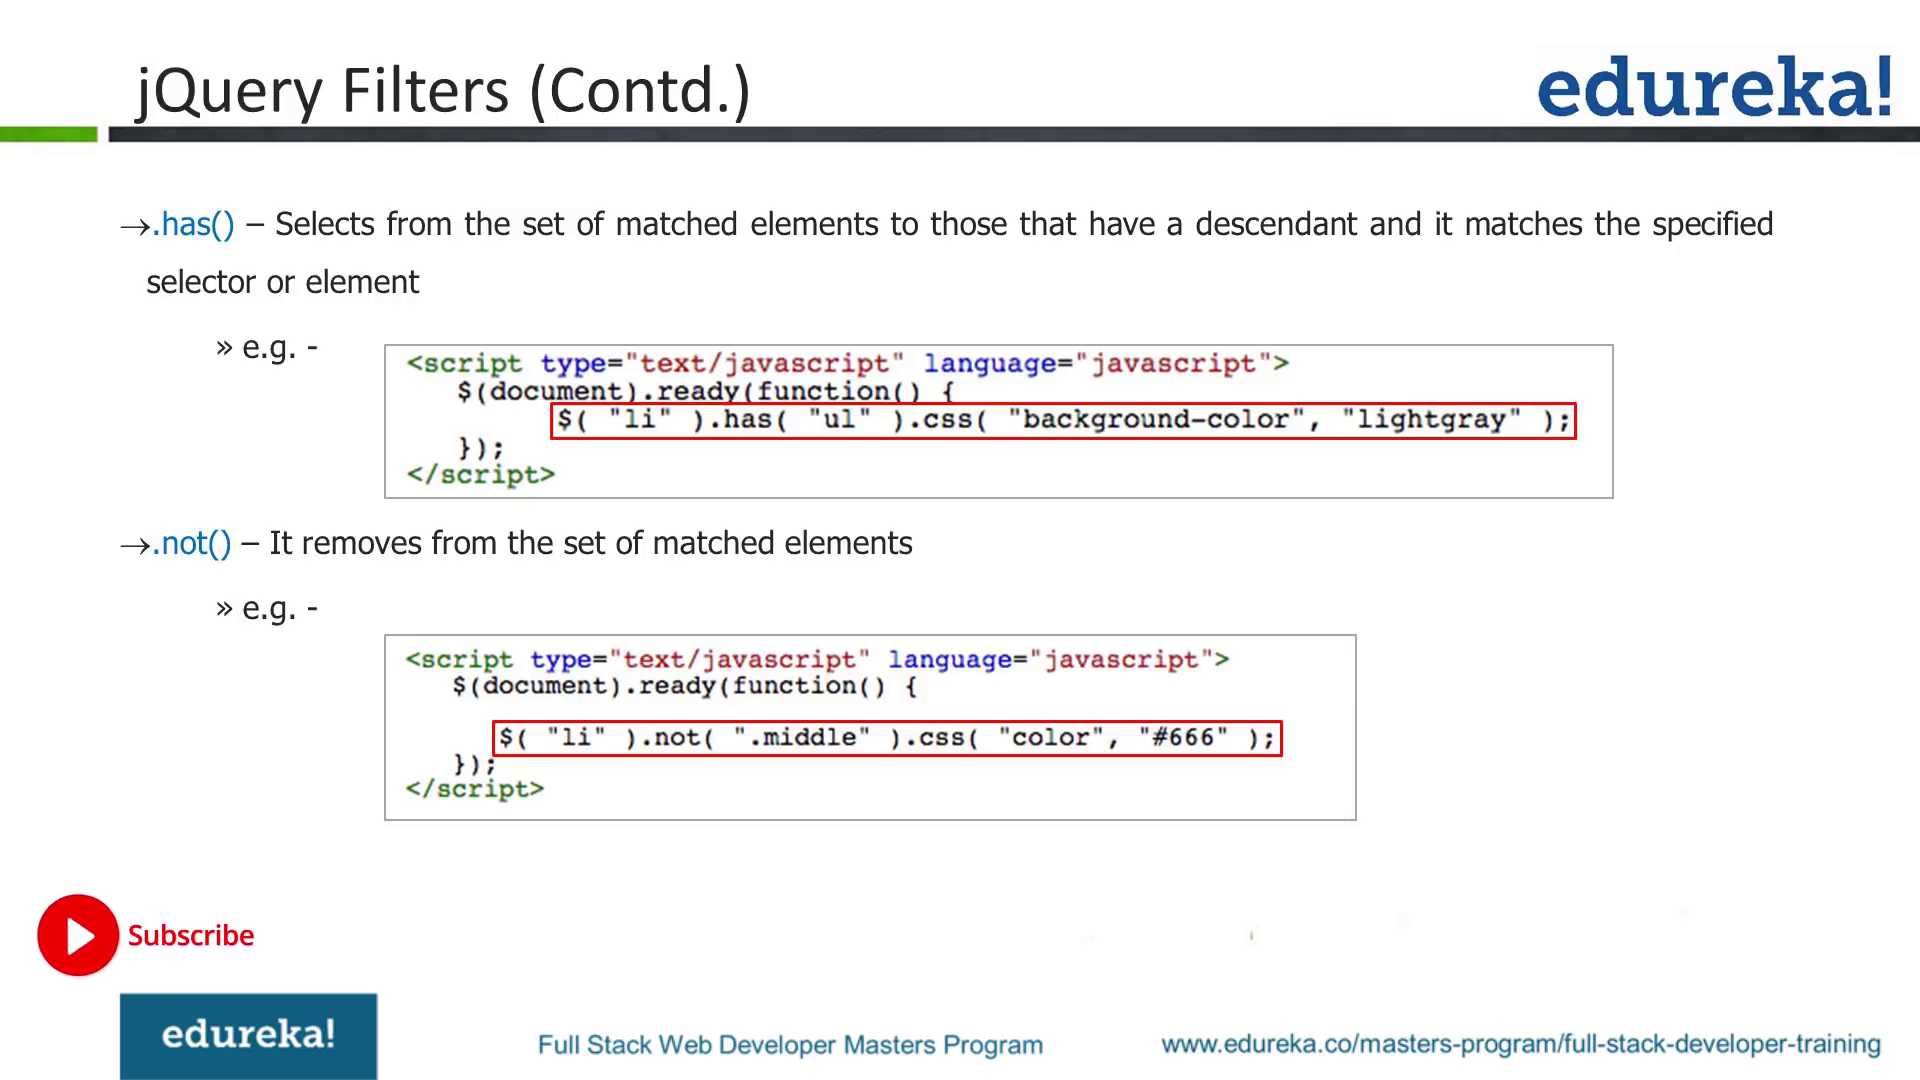 jQuery Filters (Contd.)
edureka!
→.has() – Selects from the set of matched elements to those that have a descendant and it matches the specified
selector or element
» e.g. -
<script type="text/javascript" language="javascript">
$(document).ready(function() {
$( "li" ).has( "ul" ).css( "background-color", "lightgray" );
});
</script>
→.not() – It removes from the set of matched elements
» e.g. -
<script type="text/javascript" language="javascript">
$(document).ready(function() {
$( "li" ).not( ".middle" ).css( "color", "#666" );
});
</script>
Subscribe
edureka!
Full Stack Web Developer Masters Program
www.edureka.co/masters-program/full-stack-developer-training